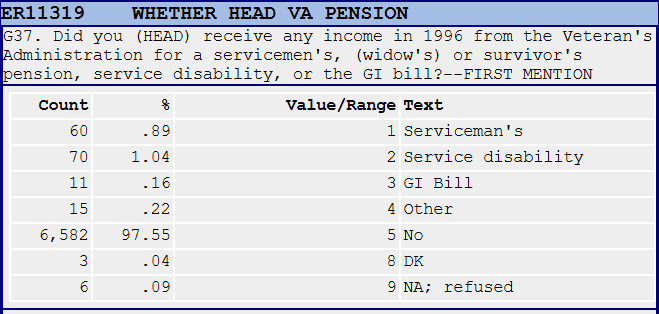 ER11319 WHETHER HEAD VA PENSION
G37. Did you (HEAD) receive any income in 1996 from the Veteran's
Administration for a servicemen's, (widow's) or survivor's
pension, service disability, or the GI bill?--FIRST MENTION
Count % Value/Range Text
60 .89 1 Serviceman's
70 1.04 2 Service disability
11 .16 3 GI Bill
15 .22 4 Other
6,582 97.55 5 No
3 .04 8 DK
6 .09 9 NA; refused